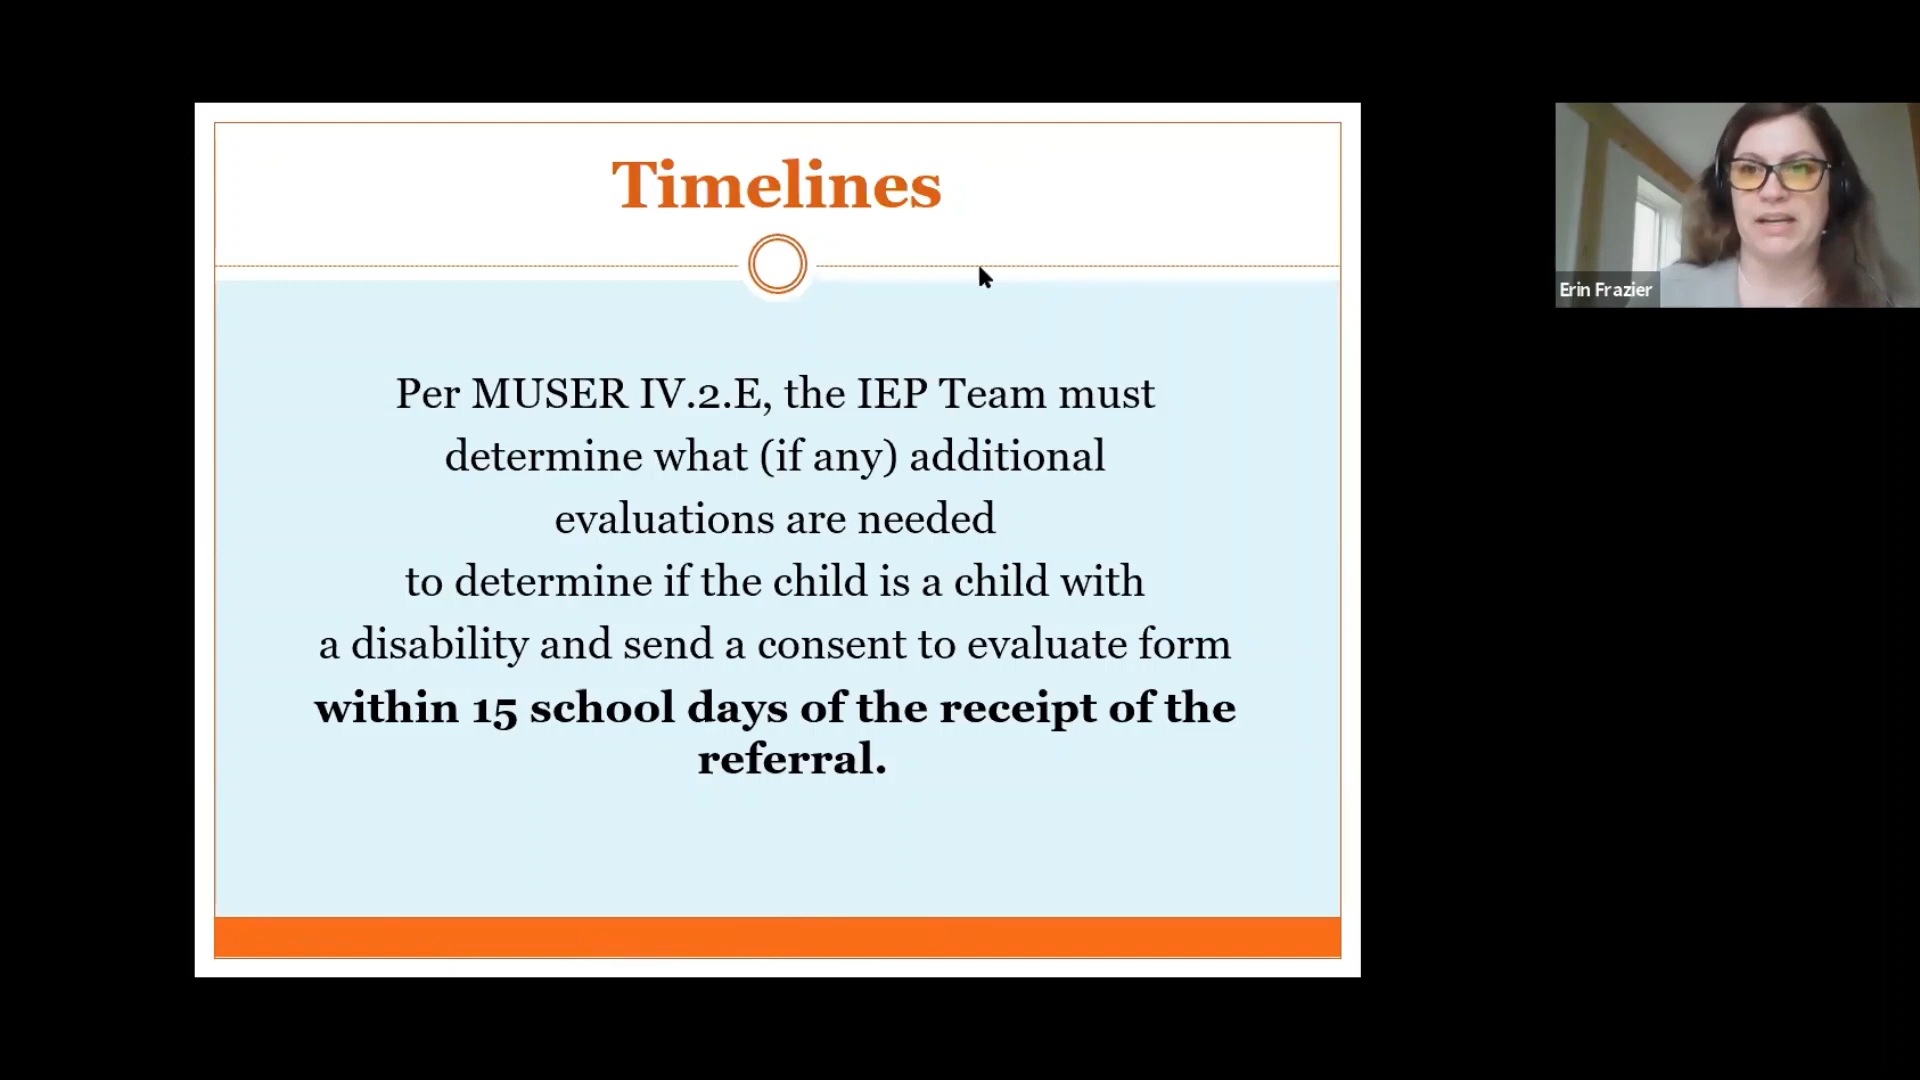 Timelines
Per MUSER IV.2.E, the IEP Team must
determine what (if any) additional
evaluations are needed
to determine if the child is a child with
a disability and send a consent to evaluate form
within 15 school days of the receipt of the
referral.
Erin Frazier